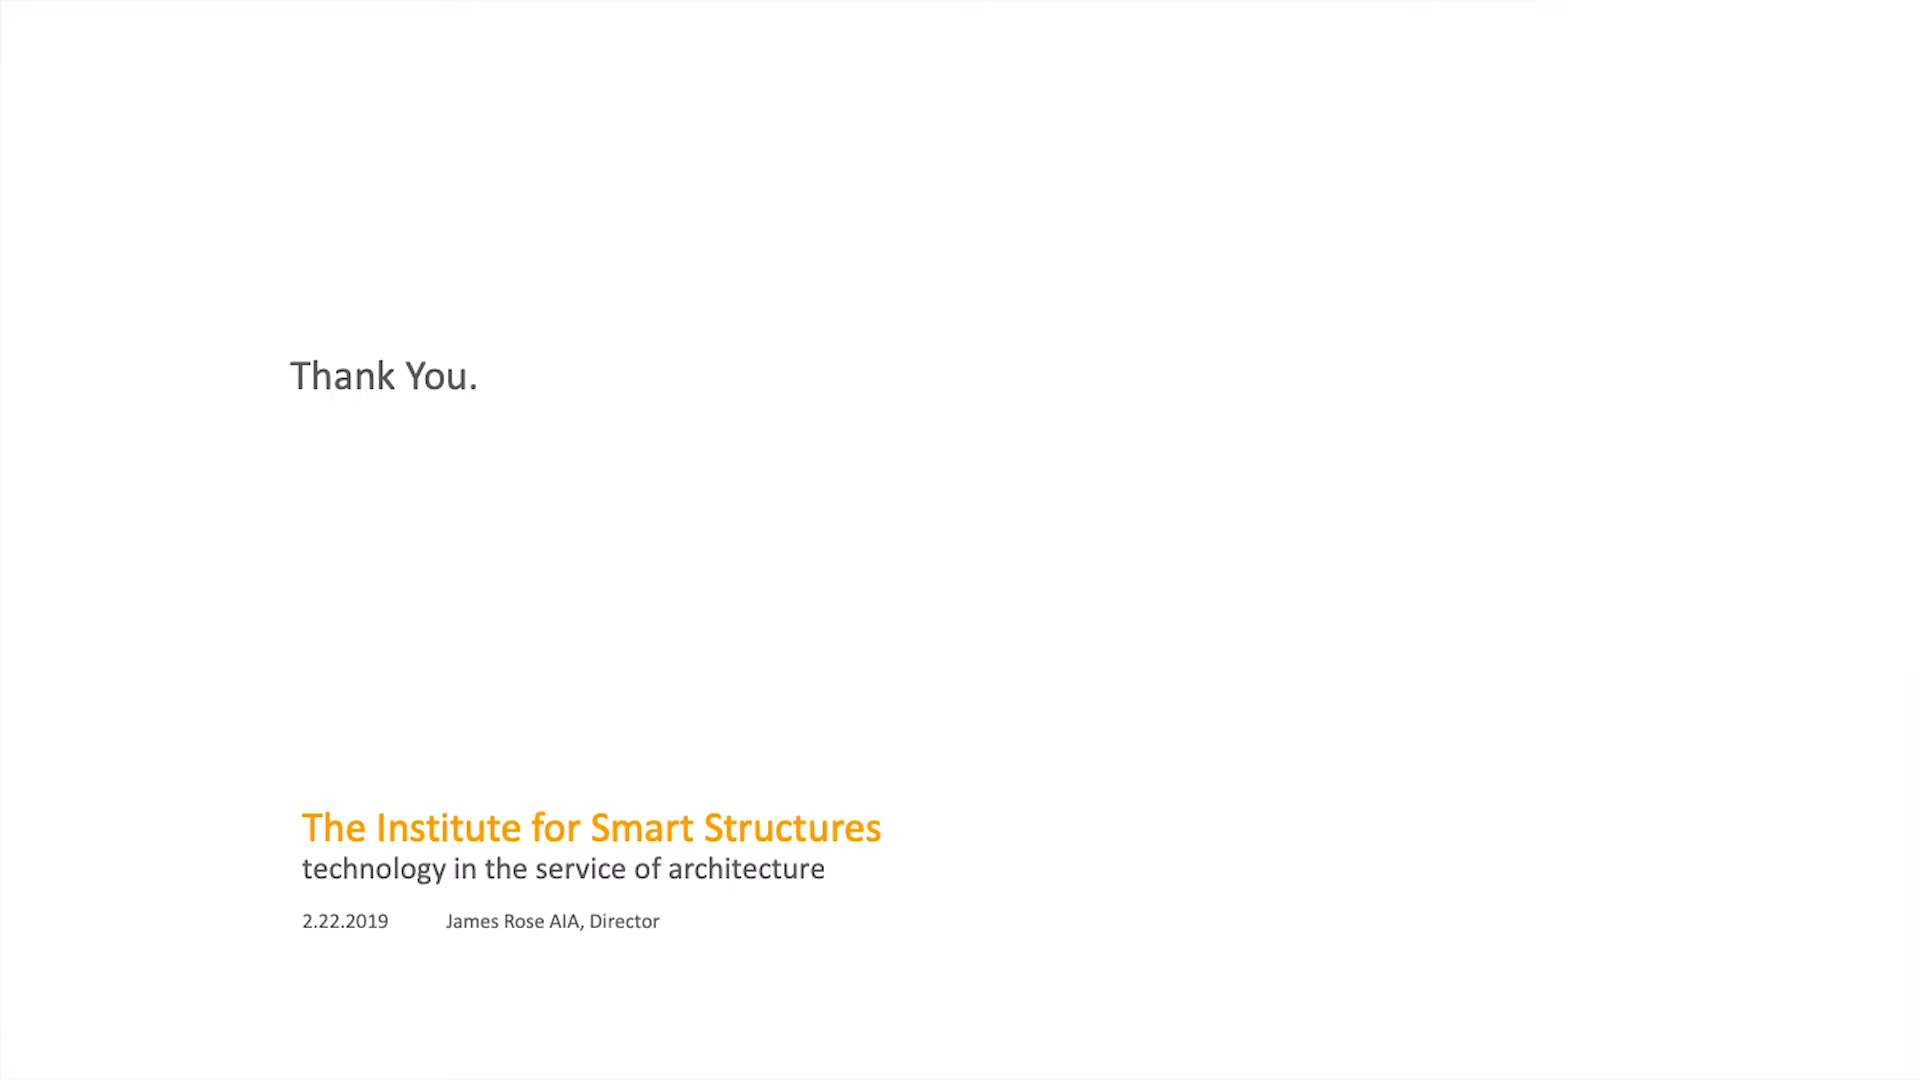 Thank You.
The Institute for Smart Structures
technology in the service of architecture
2.22.2019 James Rose AIA, Director